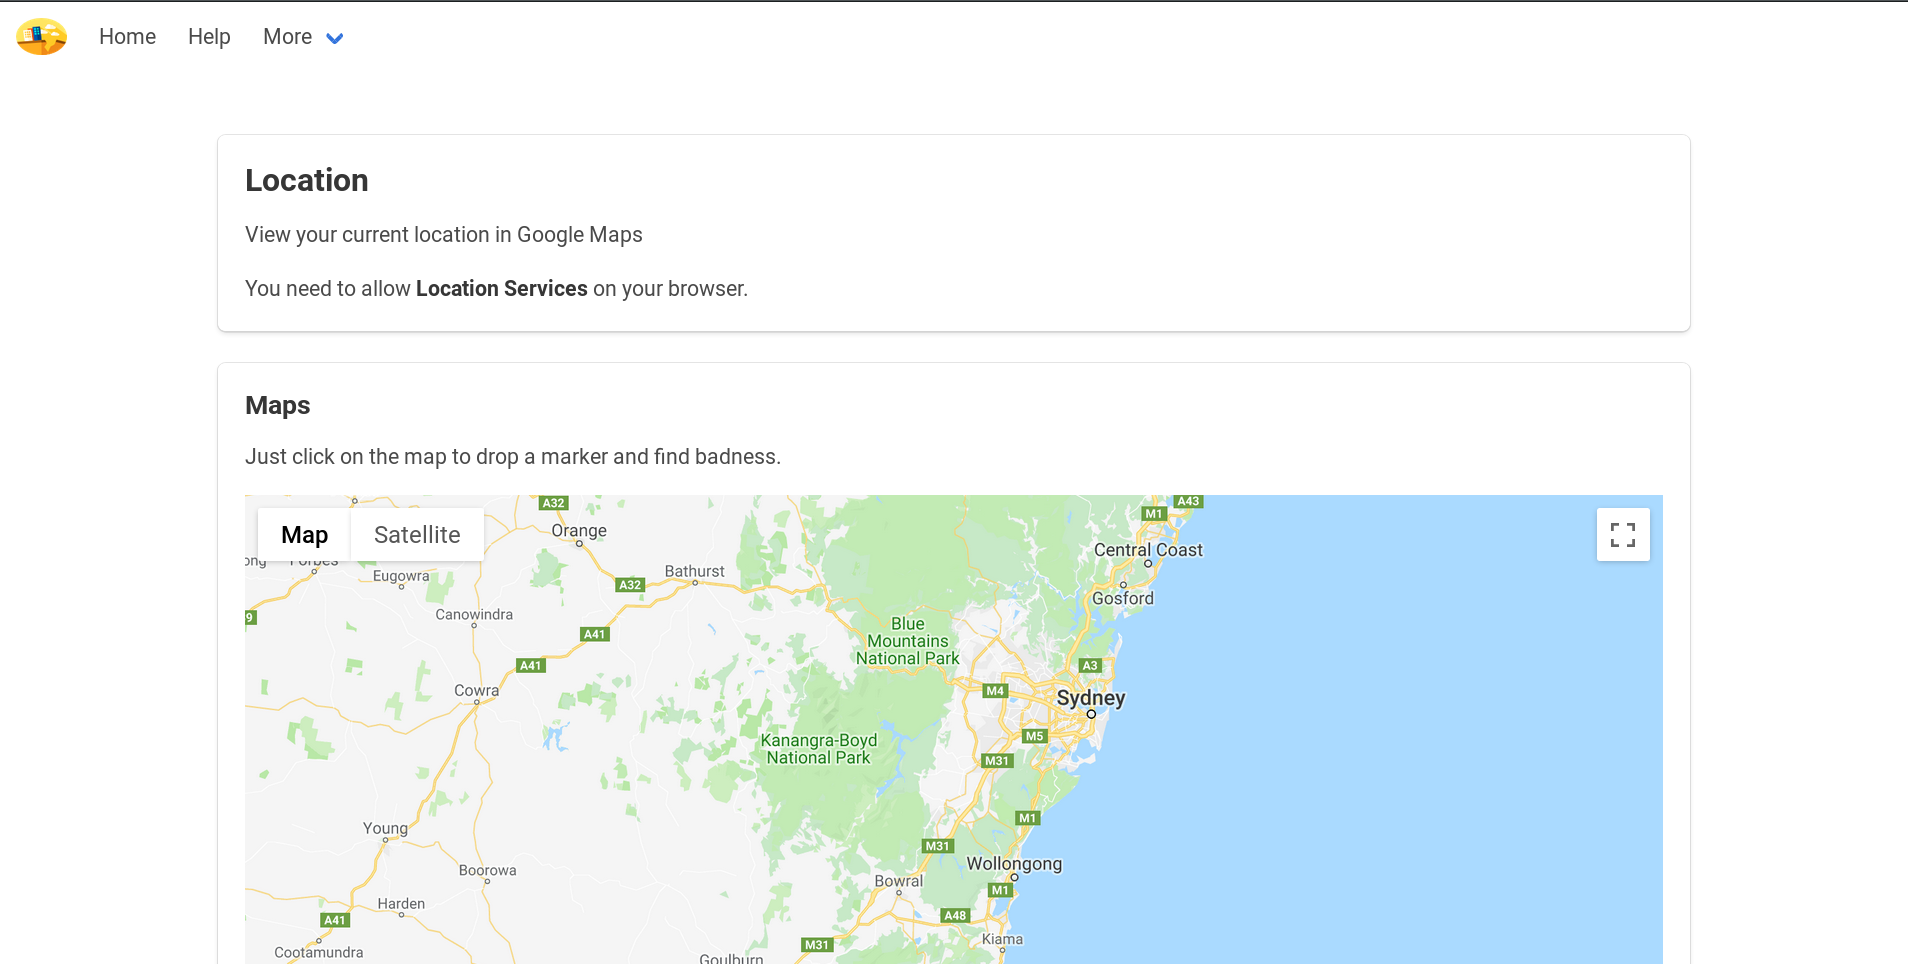 Home Help More
Location
View your current location in Google Maps
You need to allow Location Services on your browser.
Maps
Just click on the map to drop a marker and find badness.
A32
A43
M1
Map Satellite
Orange
Central Coast
ong
Forbes
Bathurst
Eugowra
A32
Gosford
Canowindra
9
Blue
Mountains
National Park
A41
A41
A3
Cowra
M4
Sydney
M5
Kanangra-Boyd
National Park
M31
M1
Young
M31
Wollongong
Boorowa
Bowral
M1
Harden
A41
A48
Kiama
M31
Cootamundra
Goulburn